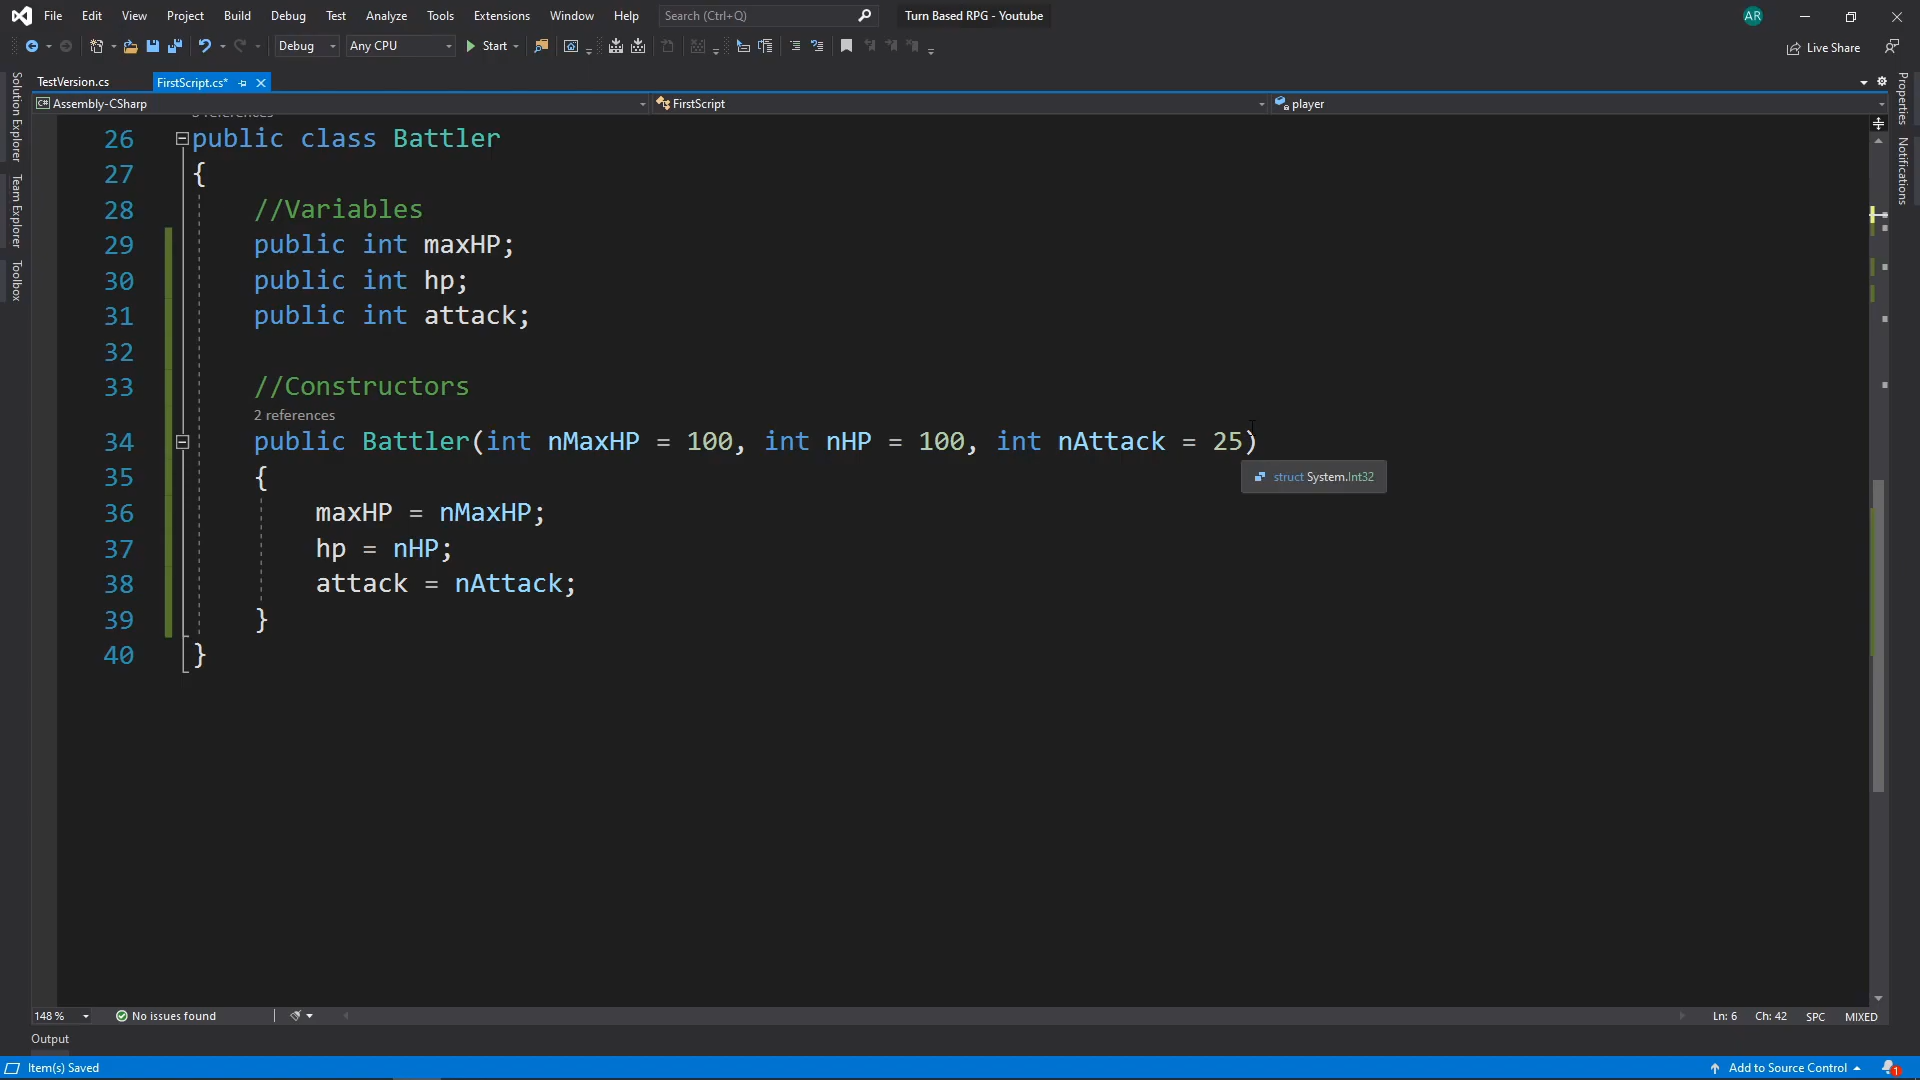 File Edit View Project Build Debug Test Analyze Tools Extensions Window Help Search (Ctrl+Q) Turn Based RPG - Youtube AR
Debug Any CPU Start Live Share
TestVersion.cs FirstScript.cs*
Assembly-CSharp FirstScript player
Solution Explorer
Team Explorer
Toolbox
Properties
Notifications
26 public class Battler
27 {
28 //Variables
29 public int maxHP;
30 public int hp;
31 public int attack;
32
33 //Constructors
2 references
34 public Battler(int nMaxHP = 100, int nHP = 100, int nAttack = 25)
35 {
struct System.Int32
36 maxHP = nMaxHP;
37 hp = nHP;
38 attack = nAttack;
39 }
40 }
148 % No issues found Ln: 6 Ch: 42 SPC MIXED
Output
Item(s) Saved Add to Source Control 1